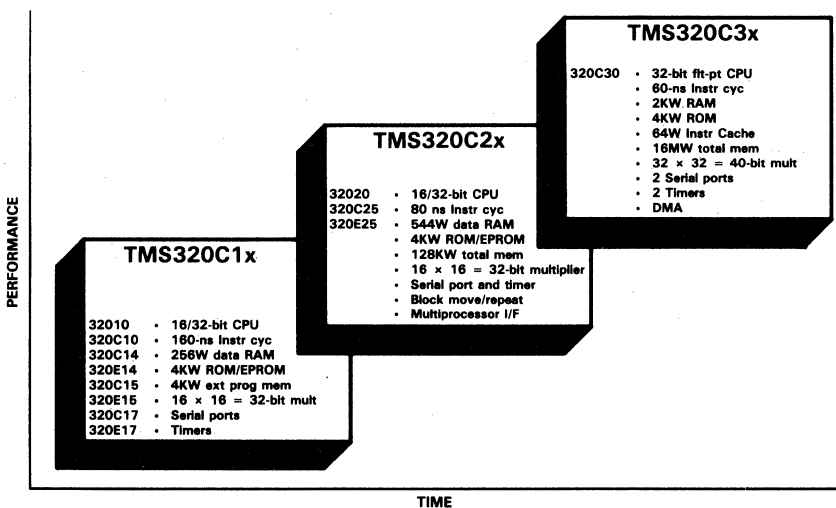 PERFORMANCE
TMS320C1x
32010 • 16/32-bit CPU
320C10 • 160-ns Instr cyc
320C14 • 256W data RAM
320E14 • 4KW ROM/EPROM
320C15 • 4KW ext prog mem
320E15 • 16 × 16 = 32-bit mult
320C17 • Serial ports
320E17 • Timers
TMS320C2x
32020 • 16/32-bit CPU
320C25 • 80 ns Instr cyc
320E25 • 544W data RAM
• 4KW ROM/EPROM
• 128KW total mem
• 16 × 16 = 32-bit multiplier
• Serial port and timer
• Block move/repeat
• Multiprocessor I/F
TMS320C3x
320C30 • 32-bit flt-pt CPU
• 60-ns Instr cyc
• 2KW RAM
• 4KW ROM
• 64W Instr Cache
• 16MW total mem
• 32 × 32 = 40-bit mult
• 2 Serial ports
• 2 Timers
• DMA
TIME